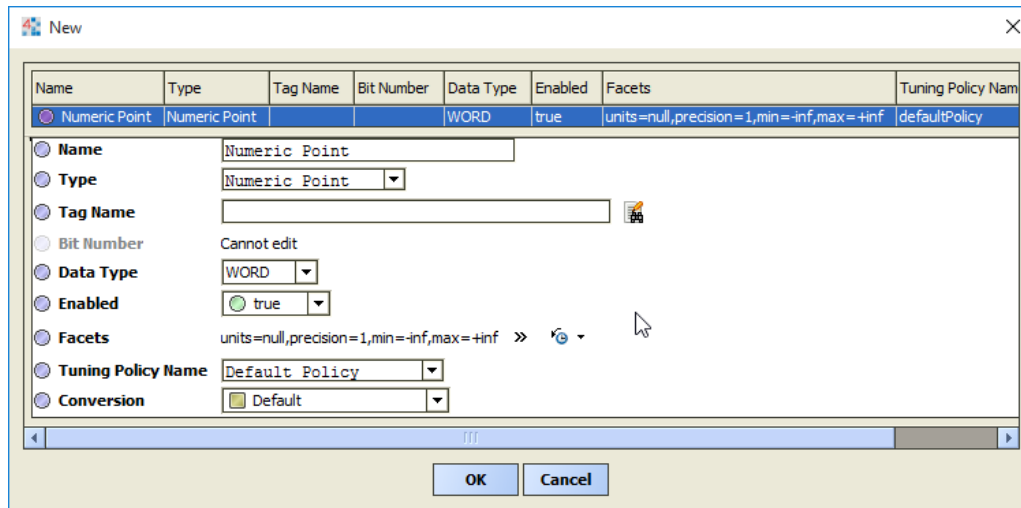 New
Name Type Tag Name Bit Number Data Type Enabled Facets Tuning Policy Nam
Numeric Point Numeric Point WORD true units=null,precision=1,min=-inf,max=+inf defaultPolicy
Name Numeric Point
Type Numeric Point
Tag Name
Bit Number Cannot edit
Data Type WORD
Enabled true
Facets units=null,precision=1,min=-inf,max=+inf »
Tuning Policy Name Default Policy
Conversion Default
OK Cancel